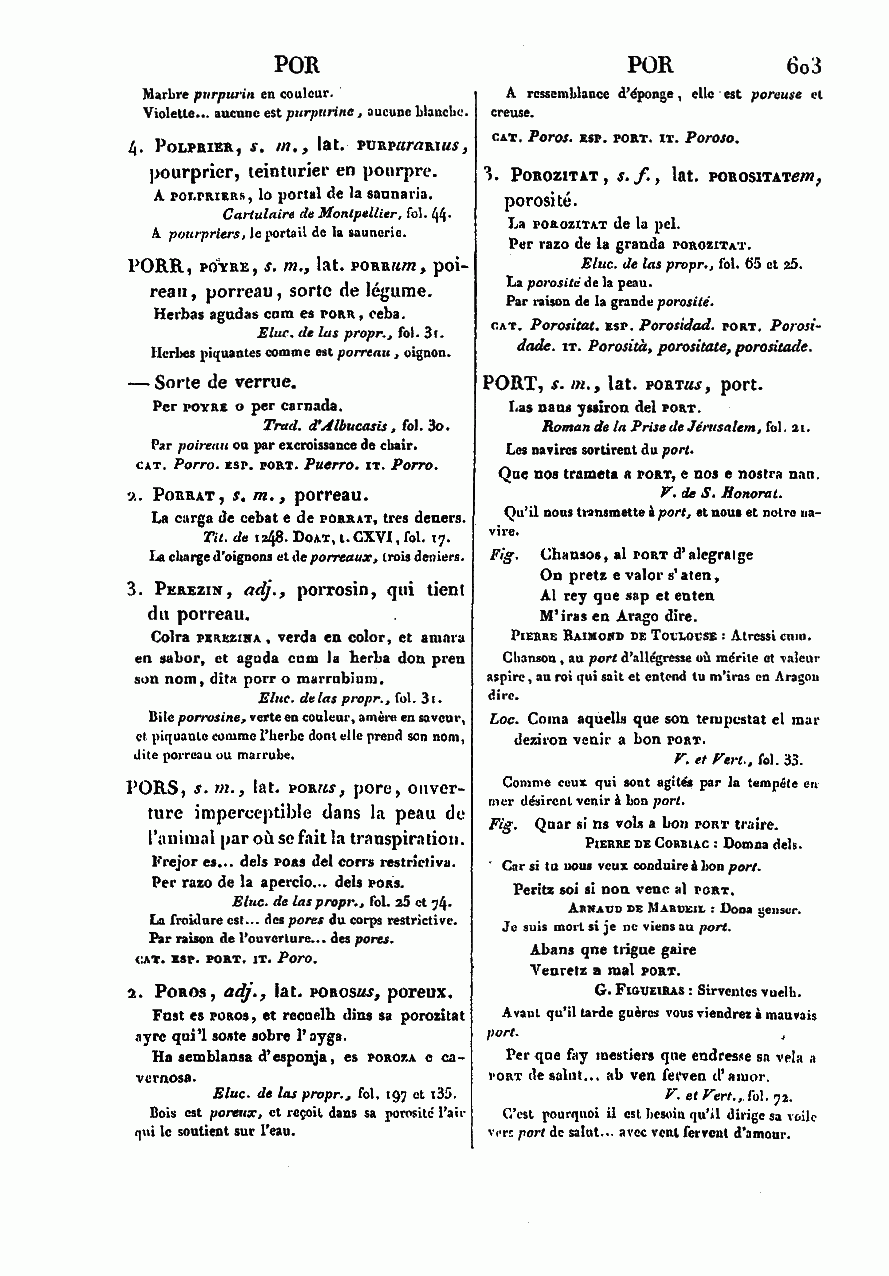 POR
POR 603
Marbre purpurin en couleur.
Violette... aucune est purpurine, aucune blanche.
4. POLPRIER, s. m., lat. PURPURARIUS,
pourprier, teinturier en pourpre.
A POLPRIERS, lo portal de la saunaria.
Cartulaire de Montpellier, fol. 44.
A pourpriers, le portail de la saunerie.
PORR, POYRE, s. m., lat. PORRum, poi-
reau, porreau, sorte de légume.
Herbas agudas cum es PORR, ceba.
Eluc. de las propr., fol. 31.
Herbes piquantes comme est porreau, oignon.
— Sorte de verrue.
Per POYRE o per carnada.
Trad. d'Albucasis, fol. 30.
Par poireau ou par excroissance de chair.
CAT. Porro. ESP. PORT. Puerro. IT. Porro.
2. PORRAT, s. m., porreau.
La carga de cebat e de PORRAT, tres deners.
Tit. de 1248. DOAT, t. CXVI, fol. 17.
La charge d'oignons et de porreaux, trois deniers.
3. PEREZIN, adj., porrosin, qui tient
du porreau.
Colra PEREZINA, verda en color, et amara
en sabor, et aguda cum la herba don pren
son nom, dita porr o marrubium.
Eluc. de las propr., fol. 31.
Bile porrosine, verte en couleur, amère en saveur,
et piquante comme l'herbe dont elle prend son nom,
dite porreau ou marrube.
PORS, s. m., lat. PORus, pore, ouver-
ture imperceptible dans la peau de
l'animal par où se fait la transpiration.
Frejor es... dels PORS del corrs restrictiva.
Per razo de la apercio... dels PORS.
Eluc. de las propr., fol. 25 et 74.
La froidure est... des pores du corps restrictive.
Par raison de l'ouverture... des pores.
CAT. ESP. PORT. IT. Poro.
2. POROS, adj., lat. POROSus, poreux.
Fust es POROS, et recuelh dins sa porozitat
ayre qui'l soste sobre l'ayga.
Ha semblansa d'esponja, es POROZA e ca-
vernosa.
Eluc. de las propr., fol. 197 et 135.
Bois est poreux, et reçoit dans sa porosité l'air
qui le soutient sur l'eau.
A ressemblance d'éponge, elle est poreuse et
creuse.
CAT. Poros. ESP. PORT. IT. Poroso.
3. POROZITAT, s. f., lat. POROSITATem,
porosité.
La POROZITAT de la pel.
Per razo de la granda POROZITAT.
Eluc. de las propr., fol. 65 et 25.
La porosité de la peau.
Par raison de la grande porosité.
CAT. Porositat. ESP. Porosidad. PORT. Porosi-
dade. IT. Porosità, porositate, porositade.
PORT, s. m., lat. PORTus, port.
Las naus yssiron del PORT.
Roman de la Prise de Jérusalem, fol. 21.
Les navires sortirent du port.
Que nos trameta a PORT, e nos e nostra nau.
V. de S. Honorat.
Qu'il nous transmette à port, et nous et notre na-
vire.
Fig. Chansos, al PORT d'alegratge
On pretz e valor s'aten,
Al rey que sap et enten
M'iras en Arago dire.
PIERRE RAIMOND DE TOULOUSE : Atressi cum.
Chanson, au port d'allégresse où mérite et valeur
aspire, au roi qui sait et entend tu m'iras en Aragon
dire.
Loc. Coma aquells que son tempestat el mar
deziron venir a bon PORT.
V. et Vert., fol. 33.
Comme ceux qui sont agités par la tempête en
mer désirent venir à bon port.
Fig. Quar si ns vols a bon PORT traire.
PIERRE DE CORBIAC : Domna dels.
Car si tu nous veux conduire à bon port.
Peritz soi si non venc al PORT.
ARNAUD DE MARUEIL : Dona genser.
Je suis mort si je ne viens au port.
Abans que trigue gaire
Venretz a mal PORT.
G. FIGUEIRAS : Sirventes vuelh.
Avant qu'il tarde guères vous viendrez à mauvais
port.
Per que fay mestiers que endresse sa vela a
PORT de salut... ab ven ferven d'amor.
V. et Vert., fol. 72.
C'est pourquoi il est besoin qu'il dirige sa voile
vers port de salut... avec vent fervent d'amour.